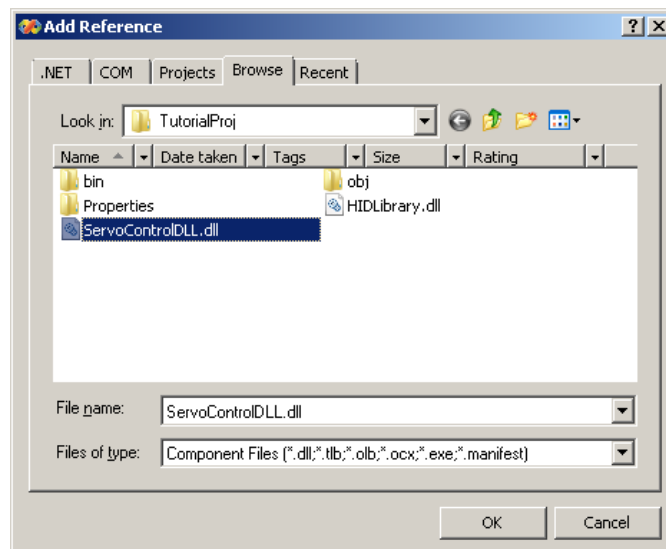 Add Reference
.NET COM Projects Browse Recent
Look in: TutorialProj
Name Date taken Tags Size Rating
bin obj
Properties HIDLibrary.dll
ServoControlDLL.dll
File name: ServoControlDLL.dll
Files of type: Component Files (*.dll;*.tlb;*.olb;*.ocx;*.exe;*.manifest)
OK Cancel